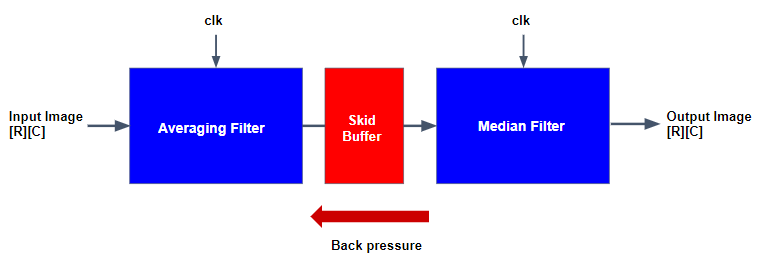 clk
clk
Input Image
[R][C]
Averaging Filter
Skid
Buffer
Median Filter
Output Image
[R][C]
Back pressure